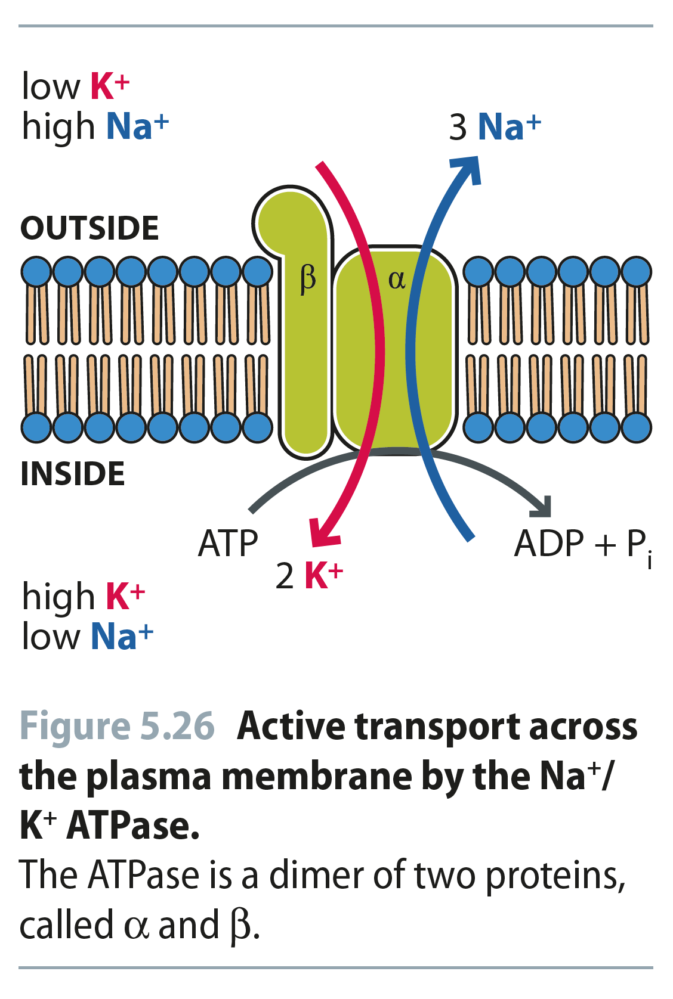 low K⁺
high Na⁺
3 Na⁺
OUTSIDE
β
α
INSIDE
ATP
2 K⁺
ADP + Pᵢ
high K⁺
low Na⁺
Figure 5.26 Active transport across
the plasma membrane by the Na⁺/
K⁺ ATPase.
The ATPase is a dimer of two proteins,
called α and β.